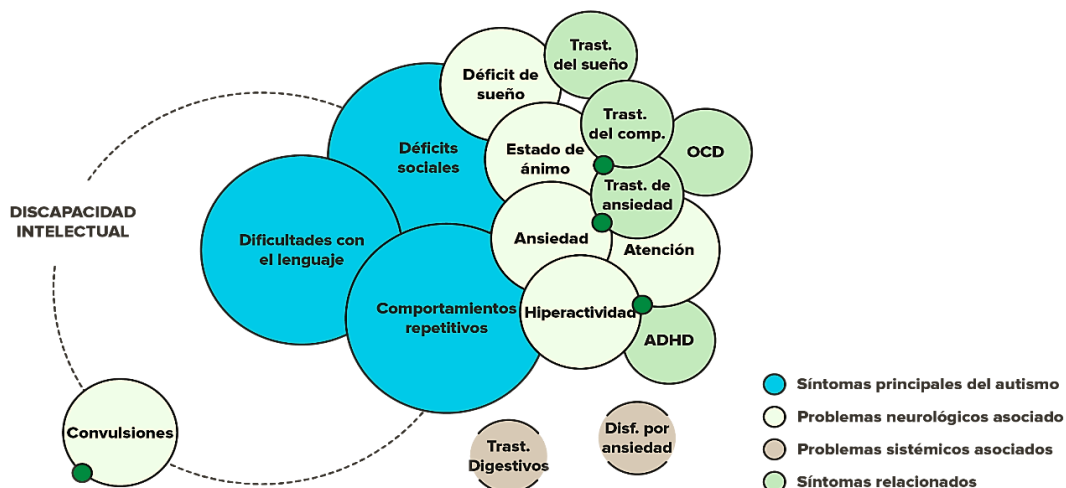 Trast.
del sueño
Déficit de
sueño
Trast.
del comp.
OCD
Déficits
sociales
Estado de
ánimo
Trast. de
ansiedad
DISCAPACIDAD
INTELECTUAL
Dificultades con
el lenguaje
Ansiedad
Atención
Comportamientos
repetitivos
Hiperactividad
ADHD
Convulsiones
Trast.
Digestivos
Disf. por
ansiedad
Síntomas principales del autismo
Problemas neurológicos asociado
Problemas sistémicos asociados
Síntomas relacionados